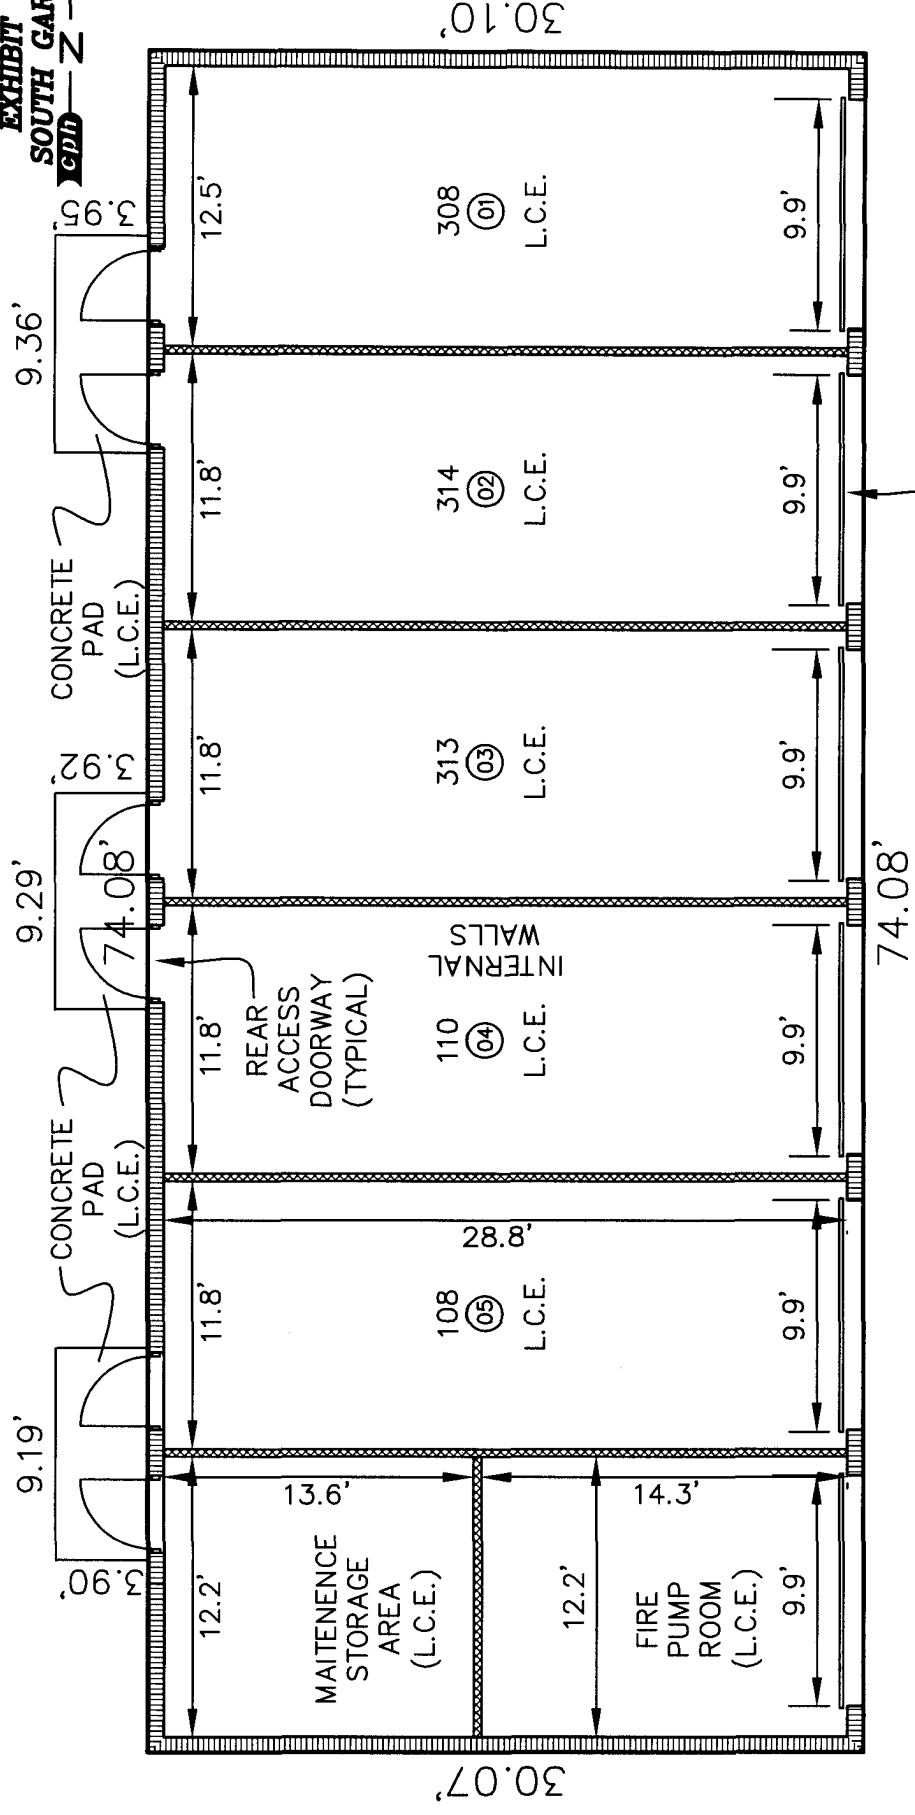 EXHIBIT
SOUTH GAR
cph
N
30.10'
3.95'
9.36'
CONCRETE
PAD
(L.C.E.)
3.92'
9.29'
74.08'
CONCRETE
PAD
(L.C.E.)
9.19'
3.90'
12.5'
308
01
L.C.E.
9.9'
11.8'
314
02
L.C.E.
9.9'
11.8'
313
03
L.C.E.
9.9'
11.8'
REAR
ACCESS
DOORWAY
(TYPICAL)
INTERNAL
WALLS
110
04
L.C.E.
9.9'
74.08'
11.8'
28.8'
108
05
L.C.E.
9.9'
13.6'
14.3'
12.2'
MAITENENCE
STORAGE
AREA
(L.C.E.)
12.2'
FIRE
PUMP
ROOM
(L.C.E.)
9.9'
30.07'